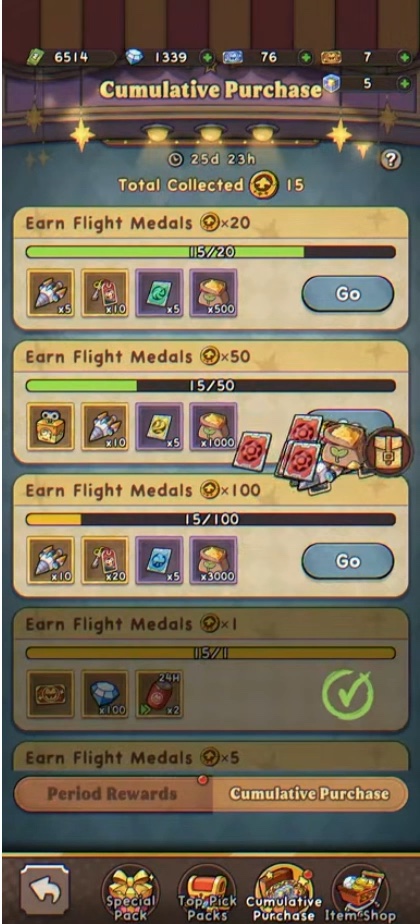 6514 1339 76 7
Cumulative Purchase 5
25d 23h ?
Total Collected 15
Earn Flight Medals ×20
15/20
x5 x10 x5 x500
Go
Earn Flight Medals ×50
15/50
x10 x5 x1000
Earn Flight Medals ×100
15/100
x10 x20 x5 x3000
Go
Earn Flight Medals ×1
15/1
24H
x100 x2
Earn Flight Medals ×5
Period Rewards Cumulative Purchase
Special Pack
Top Pick Packs
Cumulative Purchase
Item Shop